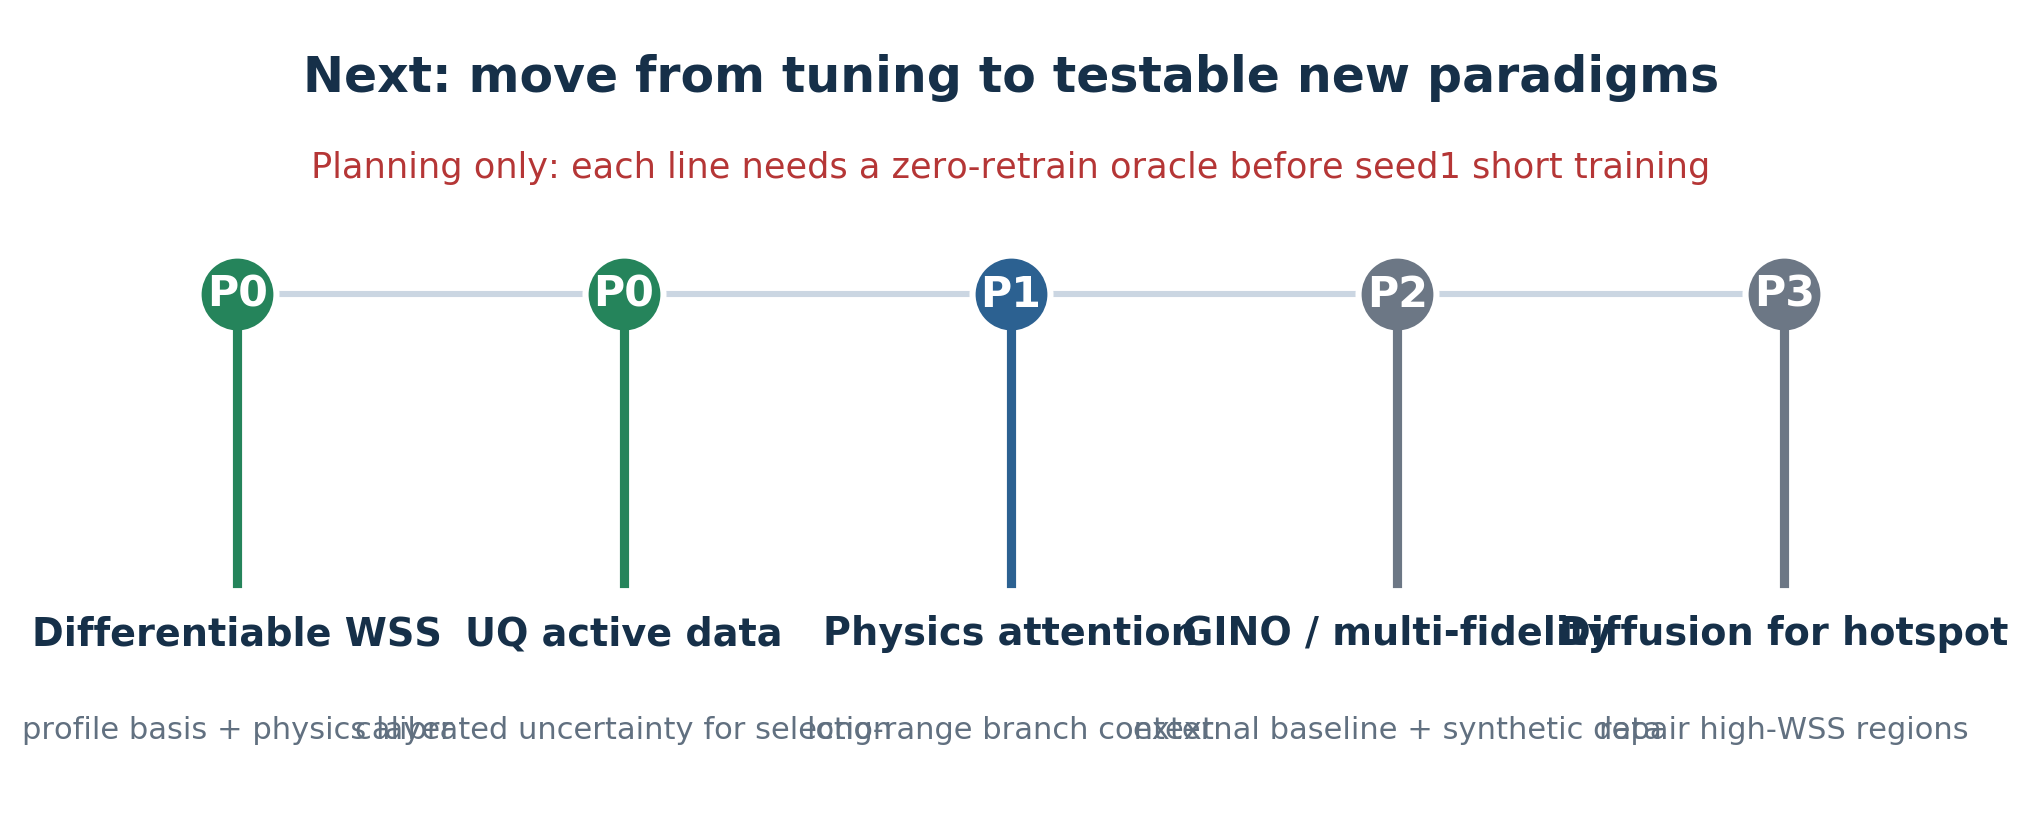 Next: move from tuning to testable new paradigms
Planning only: each line needs a zero-retrain oracle before seed1 short training
P0
P0
P1
P2
P3
Differentiable WSS
UQ active data
Physics attention
GINO / multi-fidelity
Diffusion for hotspot
profile basis + physics layer
calibrated uncertainty for selection
long-range branch context
external baseline + synthetic data
repair high-WSS regions